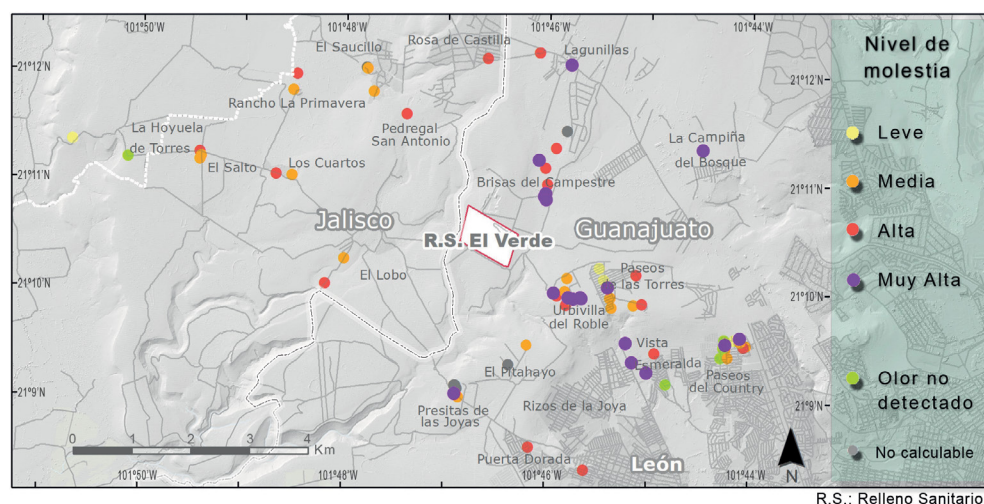 101°50'W
101°48'W
101°46'W
101°44'W
Nivel de
molestia
Rosa de Castilla
El Saucillo
Lagunillas
21°12'N
21°12'N
Rancho La Primavera
Pedregal
San Antonio
La Hoyuela
de Torres
La Campiña
del Bosque
Leve
El Salto
Los Cuartos
Brisas del Campestre
21°11'N
21°11'N
Media
Jalisco
R.S. El Verde
Guanajuato
Alta
El Lobo
Paseos
las Torres
Muy Alta
21°10'N
21°10'N
Urbivilla
del Roble
Vista
Esmeralda
El Pitahayo
Paseos
del Country
Olor no
detectado
21°9'N
21°9'N
Presitas de
las Joyas
Rizos de la Joya
0 1 2 3 4
Km
Puerta Dorada
León
No calculable
N
101°50'W
101°48'W
101°46'W
101°44'W
R.S.: Relleno Sanitario